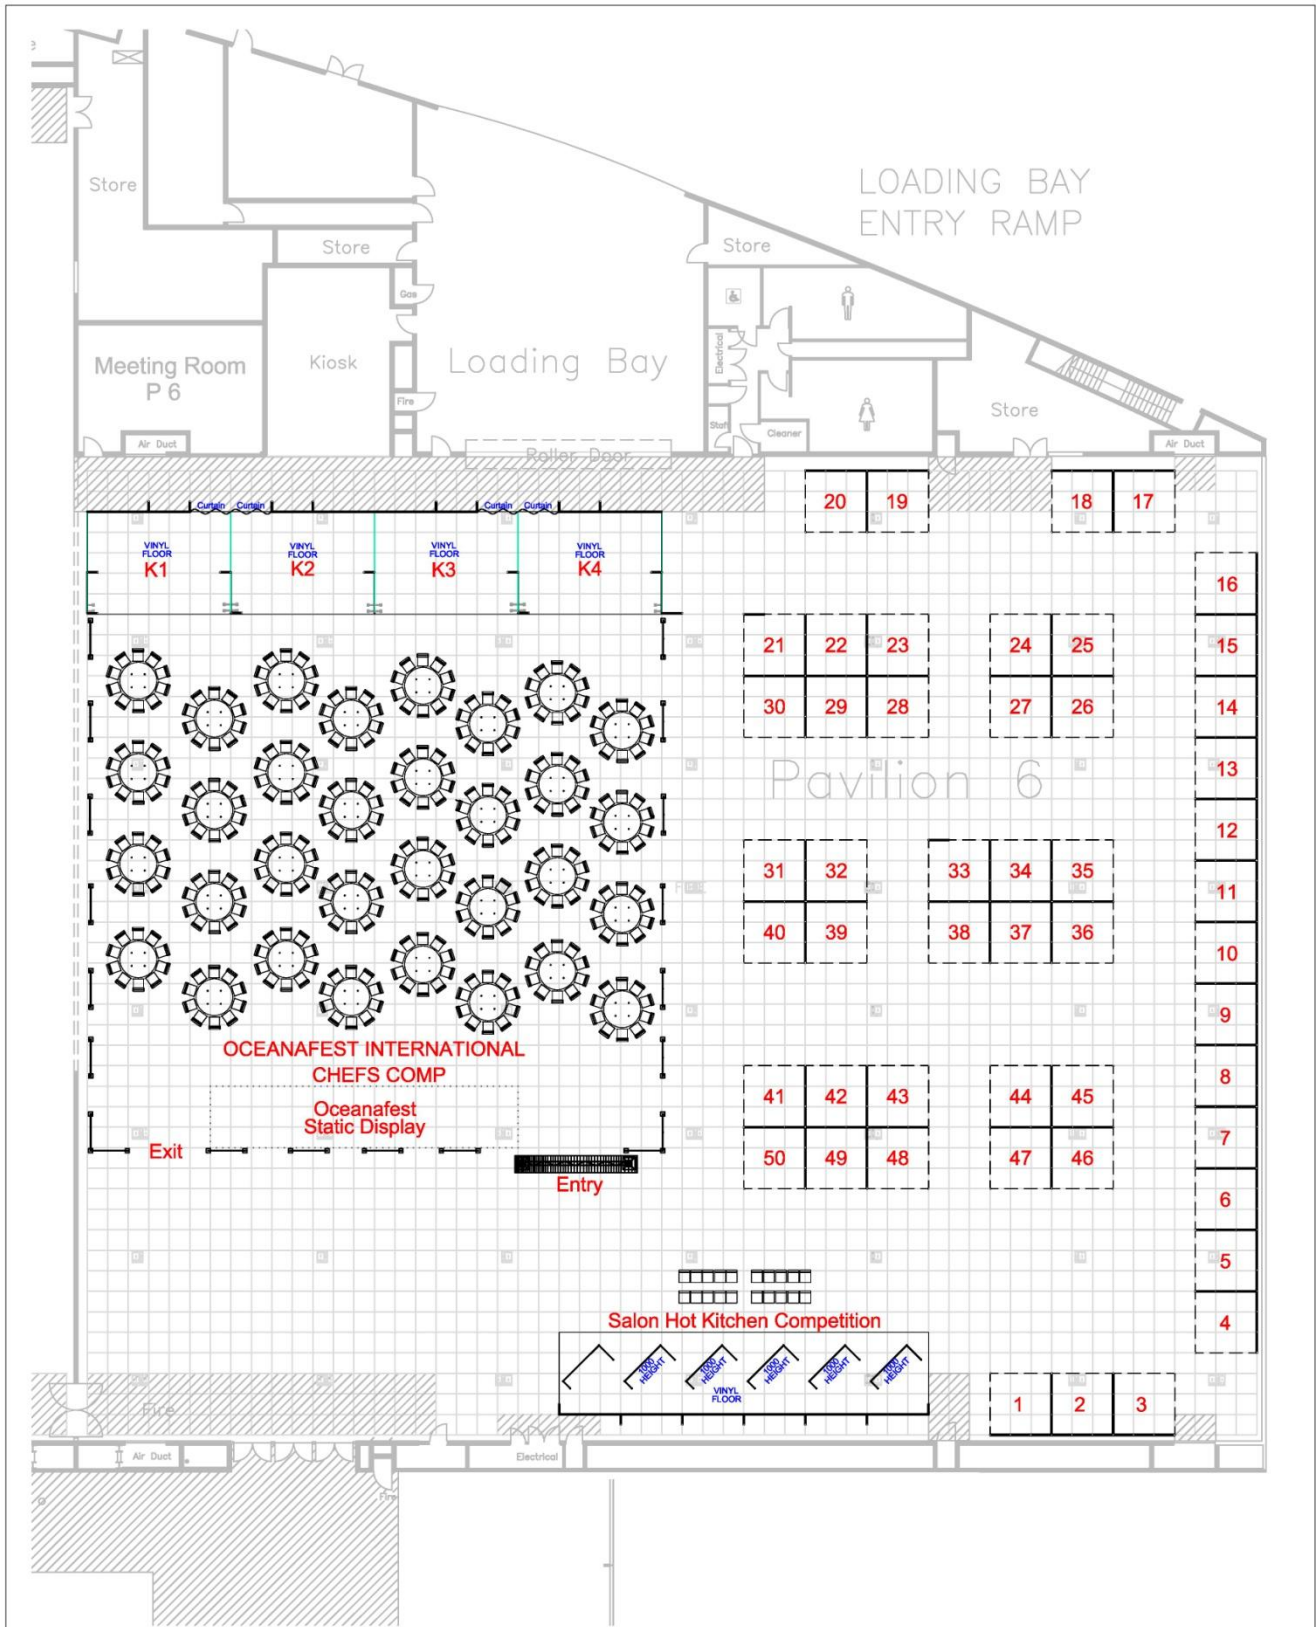 LOADING BAY
ENTRY RAMP
Store
Store
Store
Gas
Meeting Room
P 6
Kiosk
Loading Bay
Electrical
Fire
Staff
Cleaner
Store
Air Duct
Air Duct
Roller Door
Curtain Curtain
Curtain Curtain
VINYL
FLOOR
K1
VINYL
FLOOR
K2
VINYL
FLOOR
K3
VINYL
FLOOR
K4
20 19
18 17
16
15
14
13
12
11
10
9
8
7
6
5
4
21 22 23
30 29 28
24 25
27 26
Pavilion 6
31 32
40 39
33 34 35
38 37 36
41 42 43
50 49 48
44 45
47 46
OCEANAFEST INTERNATIONAL
CHEFS COMP
Oceanafest
Static Display
Exit
Entry
Salon Hot Kitchen Competition
1000
HEIGHT
1000
HEIGHT
1000
HEIGHT
1000
HEIGHT
1000
HEIGHT
VINYL
FLOOR
1 2 3
Fire
Air Duct
Electrical
Fire